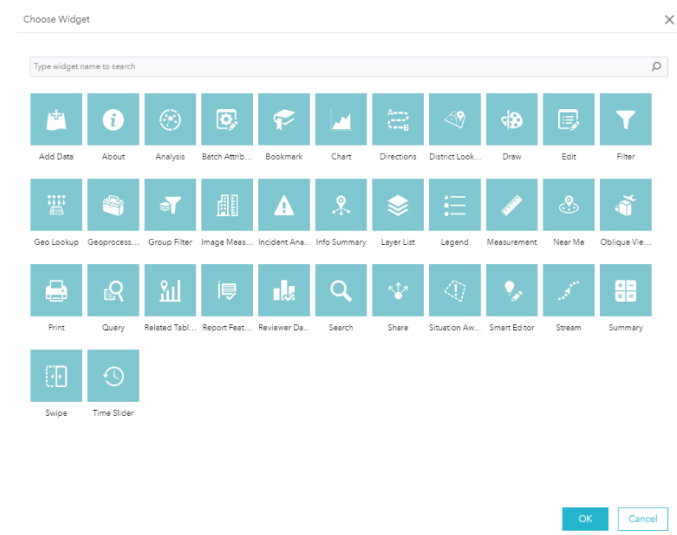 Choose Widget
Type widget name to search
Add Data
About
Analysis
Batch Attrib...
Bookmark
Chart
Directions
District Look...
Draw
Edit
Filter
Geo Lookup
Geoprocess...
Group Filter
Image Meas...
Incident Ana...
Info Summary
Layer List
Legend
Measurement
Near Me
Oblique Vie...
Print
Query
Related Tabl...
Report Feat...
Reviewer Da...
Search
Share
Situation Aw...
Smart Editor
Stream
Summary
Swipe
Time Slider
OK
Cancel